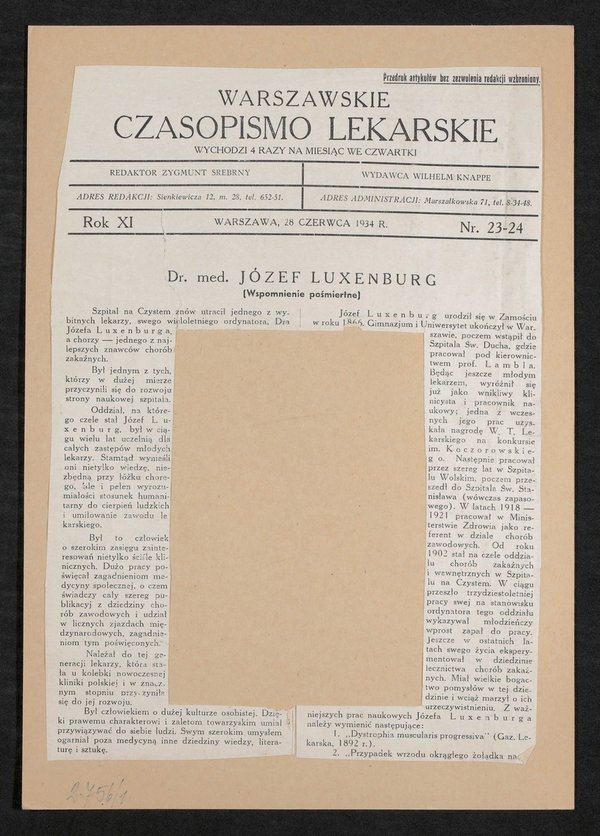 Przedruk artykułów bez zezwolenia redakcji wzbroniony.
WARSZAWSKIE
CZASOPISMO LEKARSKIE
WYCHODZI 4 RAZY NA MIESIĄC WE CZWARTKI
REDAKTOR ZYGMUNT SREBRNY
WYDAWCA WILHELM KNAPPE
ADRES REDAKCJI: Sienkiewicza 12, m. 28, tel. 652-51.
ADRES ADMINISTRACJI: Marszałkowska 71, tel. 8-34-48.
Rok XI
WARSZAWA, 28 CZERWCA 1934 R.
Nr. 23-24
Dr. med. JÓZEF LUXENBURG
(Wspomnienie pośmiertne)
Szpital na Czystem znów utracił jednego z wy-
bitnych lekarzy, swego wieloletniego ordynatora, Dra
Józefa Luxenburga,
a chorzy — jednego z naj-
lepszych znawców chorób
zakaźnych.
Był jednym z tych,
którzy w dużej mierze
przyczynili się do rozwoju
strony naukowej szpitala.
Oddział, na które-
go czele stał Józef Lu-
xenburg, był w cią-
gu wielu lat uczelnią dla
całych zastępów młodych
lekarzy. Stamtąd wynieśli
oni nietylko wiedzę, nie-
zbędną przy łóżku chore-
go, ale i pełen wyrozu-
miałości stosunek humani-
tarny do cierpień ludzkich
i umiłowanie zawodu le
karskiego.
Był to człowiek
o szerokim zasięgu zainte-
resowań nietylko ściśle kli-
nicznych. Dużo pracy po-
święcał zagadnieniom me-
dycyny społecznej, o czem
świadczy cały szereg pu-
blikacyj z dziedziny cho-
rób zawodowych i udział
w licznych zjazdach mię-
dzynarodowych, zagadnie-
niom tym poświęconych.
Należał do tej ge-
neracji lekarzy, która sta-
ła u kolebki nowoczesnej
kliniki polskiej i w znacz-
nym stopniu przyczyniła
się do jej rozwoju.
Był człowiekiem o dużej kulturze osobistej. Dzię-
ki prawemu charakterowi i zaletom towarzyskim umiał
przywiązywać do siebie ludzi. Swym szerokim umysłem
ogarniał poza medycyną inne dziedziny wiedzy, litera-
turę i sztukę.
Józef Luxenburg urodził się w Zamościu
w roku 1866. Gimnazjum i Uniwersytet ukończył w War-
szawie, poczem wstąpił do
Szpitala Św. Ducha, gdzie
pracował pod kierownic-
twem prof. Lambla.
Będąc jeszcze młodym
lekarzem, wyróżnił się
już jako wnikliwy kli-
nicysta i pracownik na-
ukowy; jedna z wczes-
nych jego prac uzys-
kała nagrodę W. T. Le-
karskiego na konkursie
im. Koczorowskie-
go. Następnie pracował
przez szereg lat w Szpita-
lu Wolskim, poczem prze-
szedł do Szpitala Św. Sta-
nisława (wówczas zapaso-
wego). W latach 1918 —
1921 pracował w Minis-
terstwie Zdrowia jako re-
ferent w dziale chorób
zawodowych. Od roku
1902 stał na czele oddzia-
łu chorób zakaźnych
i wewnętrznych w Szpita-
lu na Czystem. W ciągu
przeszło trzydziestoletniej
pracy swej na stanowisku
ordynatora tego oddziału
wykazywał młodzieńczy
wprost zapał do pracy.
Jeszcze w ostatnich la-
tach swego życia ekspery-
mentował w dziedzinie
lecznictwa chorób zakaź-
nych. Miał wielkie bogac-
two pomysłów w tej dzie-
dzinie i wciąż marzył o ich
urzeczywistnieniu. Z waż-
niejszych prac naukowych Józefa Luxenburga
należy wymienić następujące:
1. „Dystrophia muscularis progressiva" (Gaz. Le-
karska, 1892 r.).
2. „Przypadek wrzodu okrągłego żołądka na